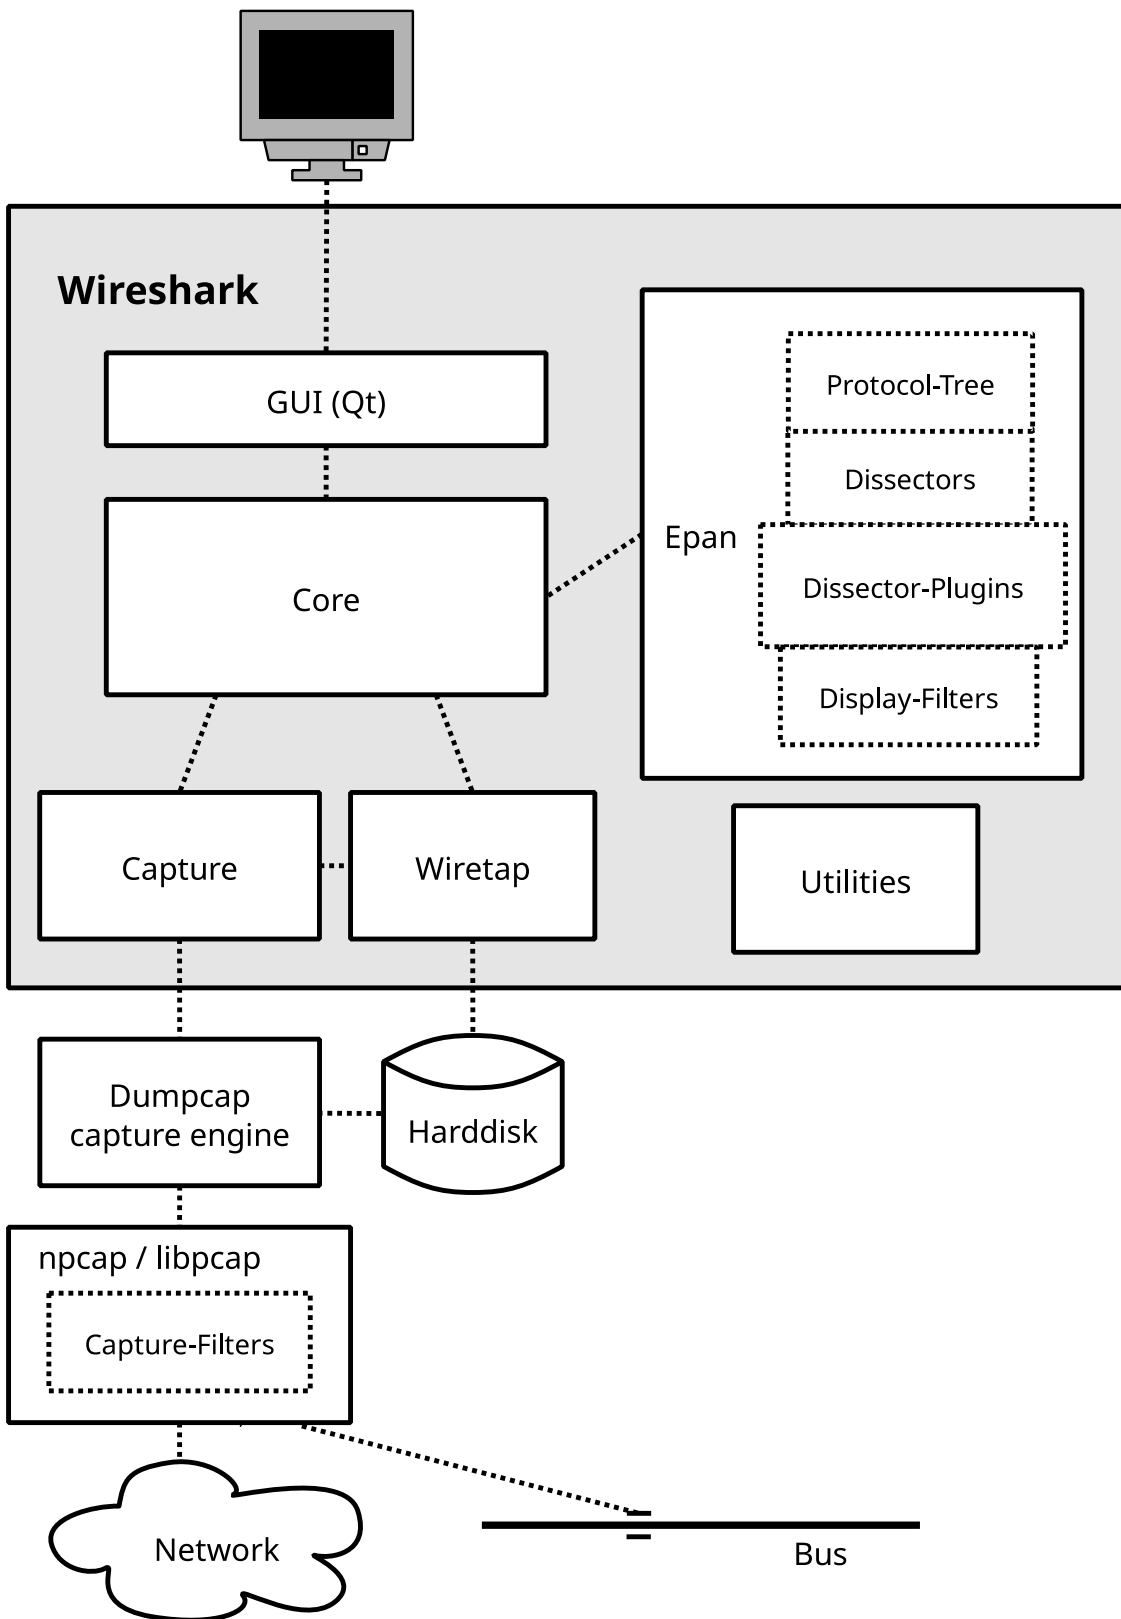 Wireshark
GUI (Qt)
Core
Epan
Protocol-Tree
Dissectors
Dissector-Plugins
Display-Filters
Capture
Wiretap
Utilities
Dumpcap
capture engine
Harddisk
npcap / libpcap
Capture-Filters
Network
Bus